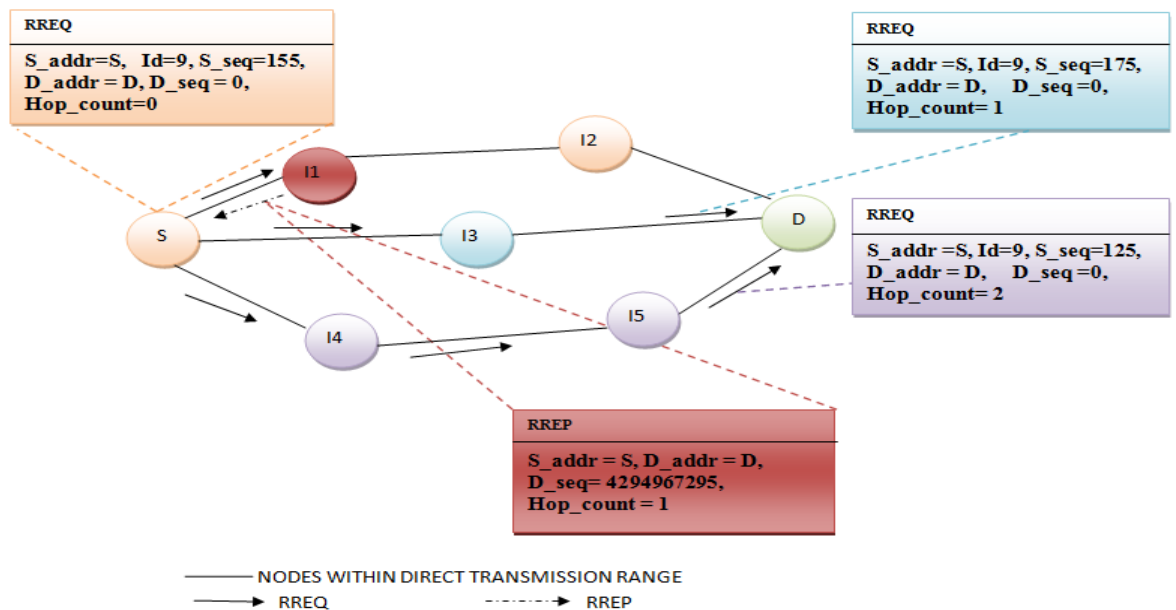 RREQ
S_addr=S, Id=9, S_seq=155,
D_addr = D, D_seq = 0,
Hop_count=0
RREQ
S_addr =S, Id=9, S_seq=175,
D_addr = D, D_seq =0,
Hop_count= 1
I2
I1
S
I3
D
RREQ
S_addr =S, Id=9, S_seq=125,
D_addr = D, D_seq =0,
Hop_count= 2
I4
I5
RREP
S_addr = S, D_addr = D,
D_seq= 4294967295,
Hop_count = 1
NODES WITHIN DIRECT TRANSMISSION RANGE
RREQ RREP